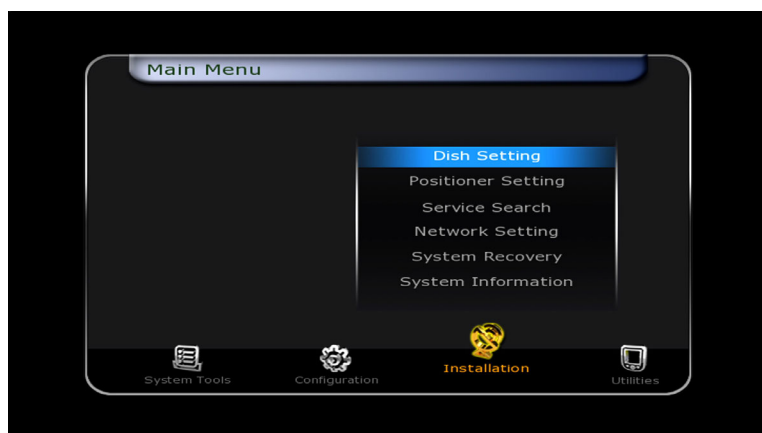 Main Menu
Dish Setting
Positioner Setting
Service Search
Network Setting
System Recovery
System Information
System Tools
Configuration
Installation
Utilities